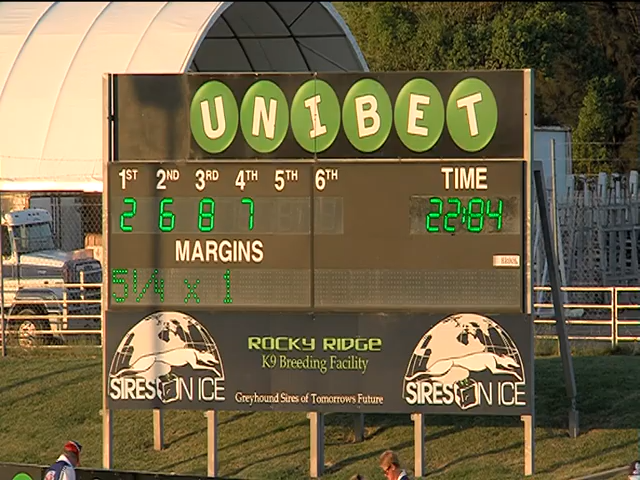 UNIBET
1ST 2ND 3RD 4TH 5TH 6TH TIME
2 6 8 7 22:84
MARGINS
5 1/4 x 1
ROCKY RIDGE
K9 Breeding Facility
SIRES ON ICE SIRES ON ICE
Greyhound Sires of Tomorrows Future